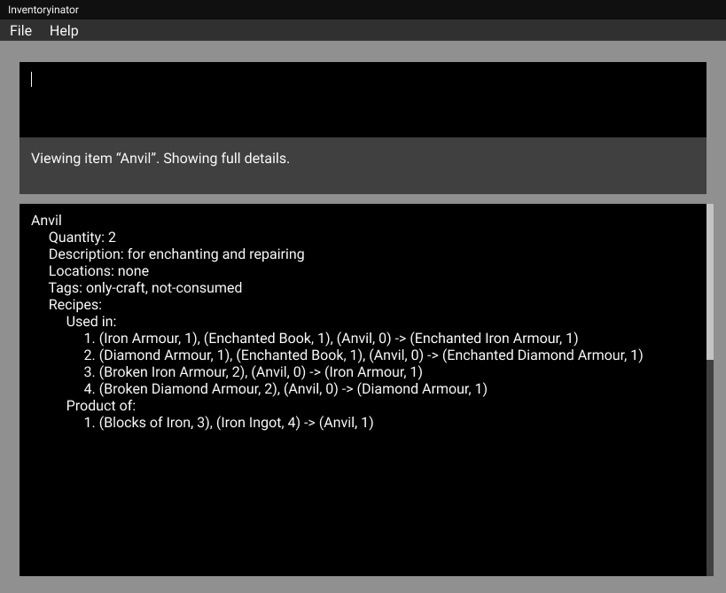 Inventoryinator
File Help
Viewing item “Anvil”. Showing full details.
Anvil
Quantity: 2
Description: for enchanting and repairing
Locations: none
Tags: only-craft, not-consumed
Recipes:
Used in:
1. (Iron Armour, 1), (Enchanted Book, 1), (Anvil, 0) -> (Enchanted Iron Armour, 1)
2. (Diamond Armour, 1), (Enchanted Book, 1), (Anvil, 0) -> (Enchanted Diamond Armour, 1)
3. (Broken Iron Armour, 2), (Anvil, 0) -> (Iron Armour, 1)
4. (Broken Diamond Armour, 2), (Anvil, 0) -> (Diamond Armour, 1)
Product of:
1. (Blocks of Iron, 3), (Iron Ingot, 4) -> (Anvil, 1)